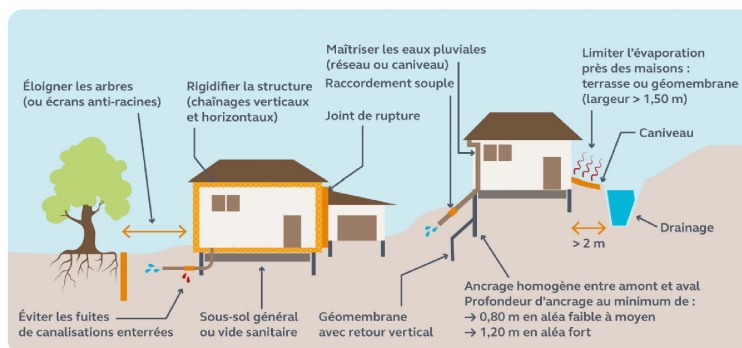 Éloigner les arbres
(ou écrans anti-racines)
Rigidifier la structure
(chaînages verticaux
et horizontaux)
Maîtriser les eaux pluviales
(réseau ou caniveau)
Raccordement souple
Joint de rupture
Limiter l’évaporation
près des maisons :
terrasse ou géomembrane
(largeur > 1,50 m)
Caniveau
Drainage
> 2 m
Éviter les fuites
de canalisations enterrées
Sous-sol général
ou vide sanitaire
Géomembrane
avec retour vertical
Ancrage homogène entre amont et aval
Profondeur d’ancrage au minimum de :
→ 0,80 m en aléa faible à moyen
→ 1,20 m en aléa fort